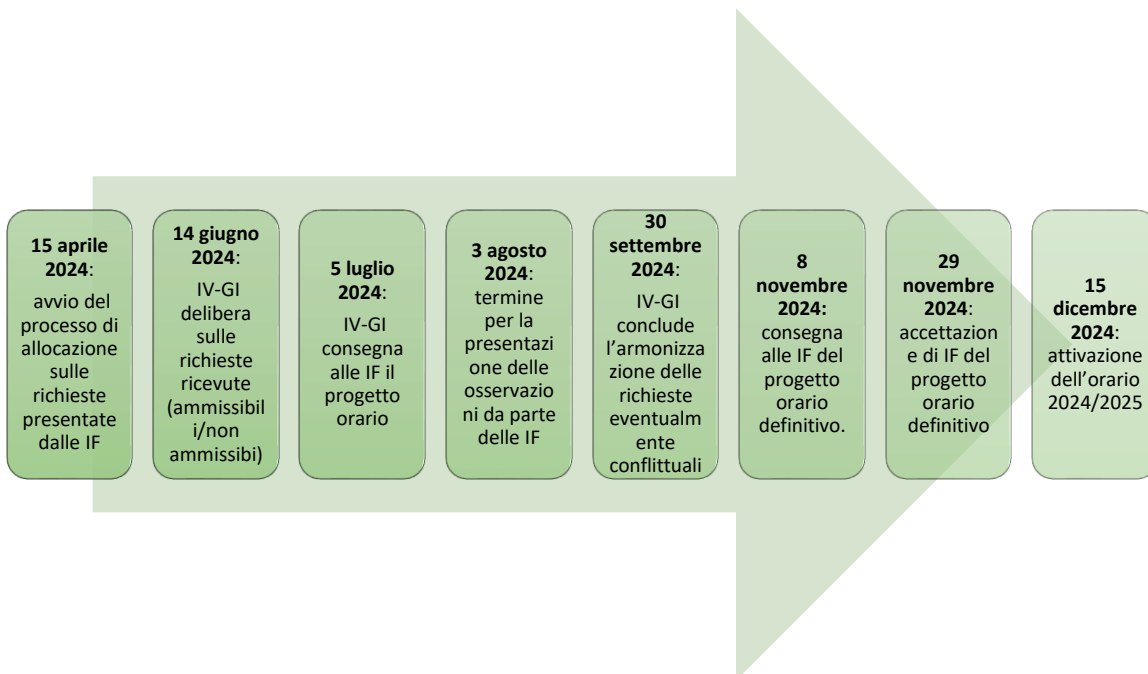 15 aprile
2024:
avvio del
processo di
allocazione
sulle
richieste
presentate
dalle IF
14 giugno
2024:
IV-GI
delibera
sulle
richieste
ricevute
(ammissibil
i/non
ammissibi)
5 luglio
2024:
IV-GI
consegna
alle IF il
progetto
orario
3 agosto
2024:
termine
per la
presentazi
one delle
osservazio
ni da parte
delle IF
30
settembre
2024:
IV-GI
conclude
l’armonizza
zione delle
richieste
eventualm
ente
conflittuali
8
novembre
2024:
consegna
alle IF del
progetto
orario
definitivo.
29
novembre
2024:
accettazion
e di IF del
progetto
orario
definitivo
15
dicembre
2024:
attivazione
dell’orario
2024/2025